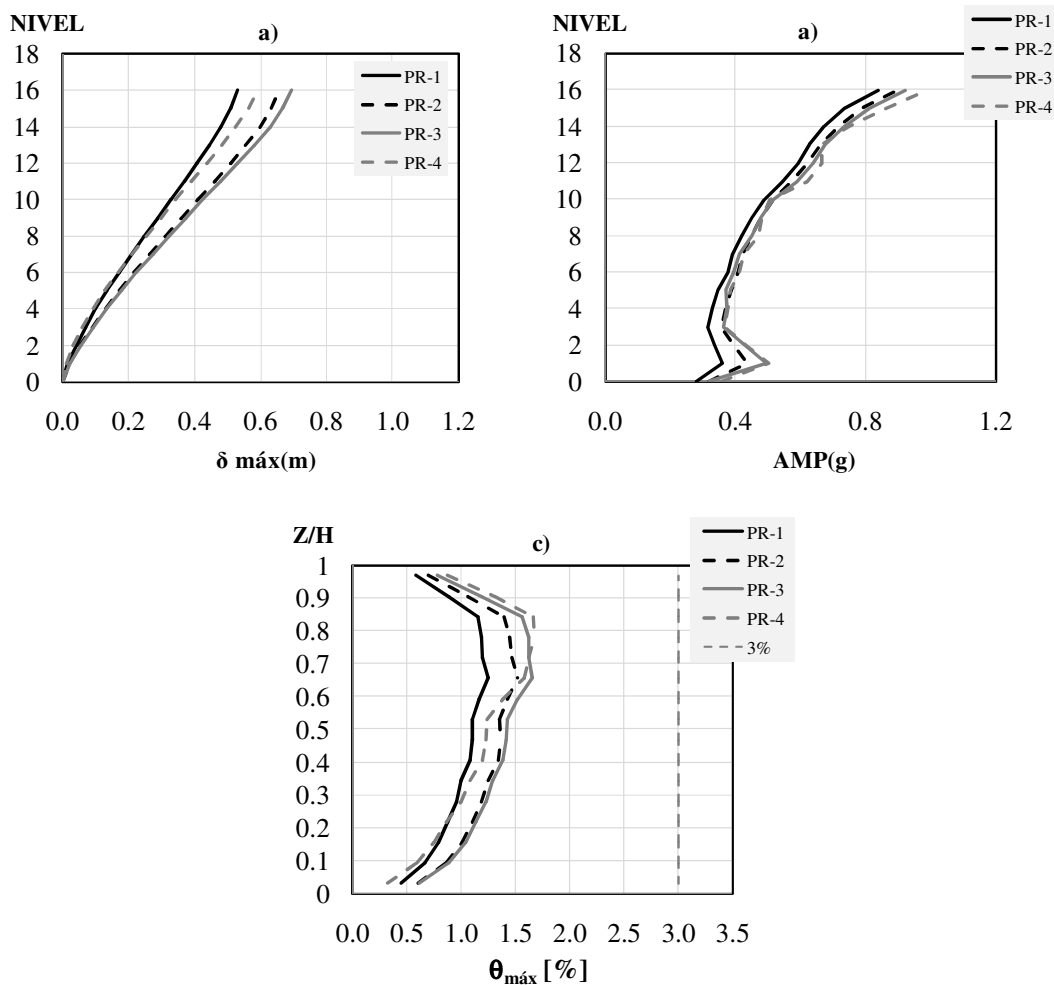 NIVEL
a)
18
16
14
12
10
8
6
4
2
0
0.0 0.2 0.4 0.6 0.8 1.0 1.2
δ máx(m)
PR-1
PR-2
PR-3
PR-4
NIVEL
a)
18
16
14
12
10
8
6
4
2
0
0.0 0.4 0.8 1.2
AMP(g)
PR-1
PR-2
PR-3
PR-4
Z/H
c)
1
0.9
0.8
0.7
0.6
0.5
0.4
0.3
0.2
0.1
0
0.0 0.5 1.0 1.5 2.0 2.5 3.0 3.5
θmáx [%]
PR-1
PR-2
PR-3
PR-4
3%